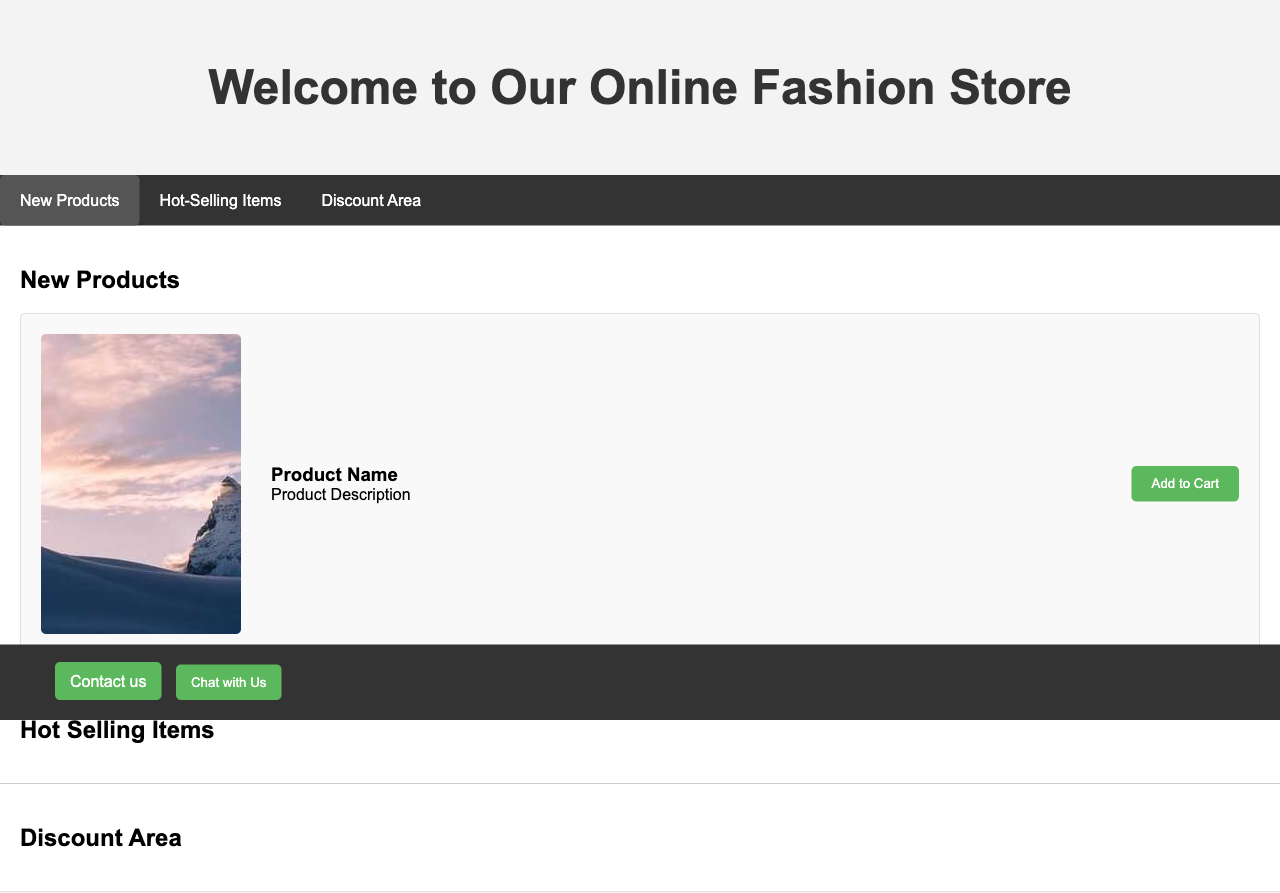 Welcome to Our Online Fashion Store
New Products
Hot-Selling Items
Discount Area
New Products
Product Name
Product Description
Add to Cart
Contact us
Chat with Us
Hot Selling Items
Discount Area